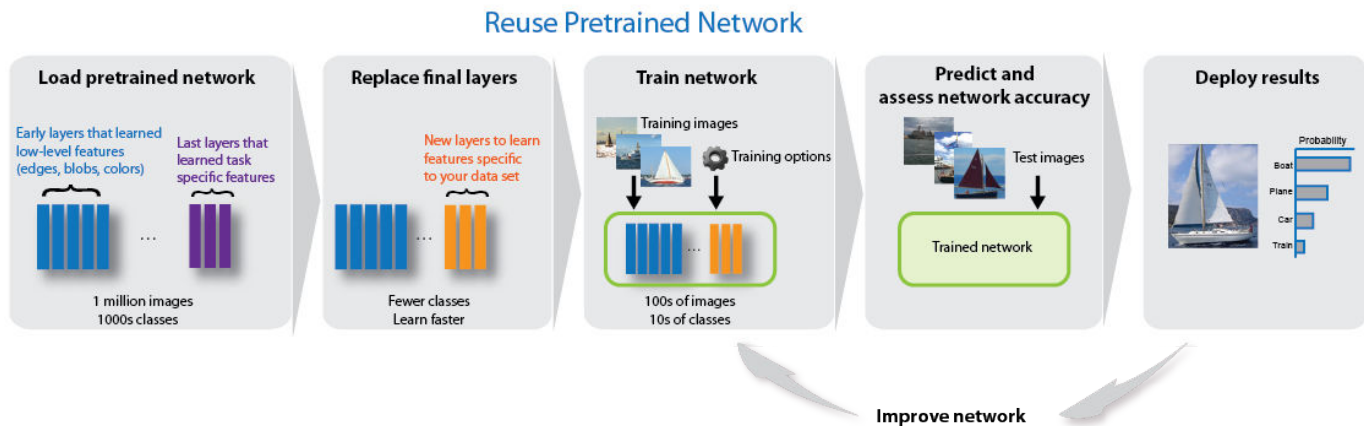 Reuse Pretrained Network
Load pretrained network
Early layers that learned
low-level features
(edges, blobs, colors)
Last layers that
learned task
specific features
...
1 million images
1000s classes
Replace final layers
New layers to learn
features specific
to your data set
...
Fewer classes
Learn faster
Train network
Training images
Training options
...
100s of images
10s of classes
Predict and
assess network accuracy
Test images
Trained network
Deploy results
Probability
Boat
Plane
Car
Train
Improve network